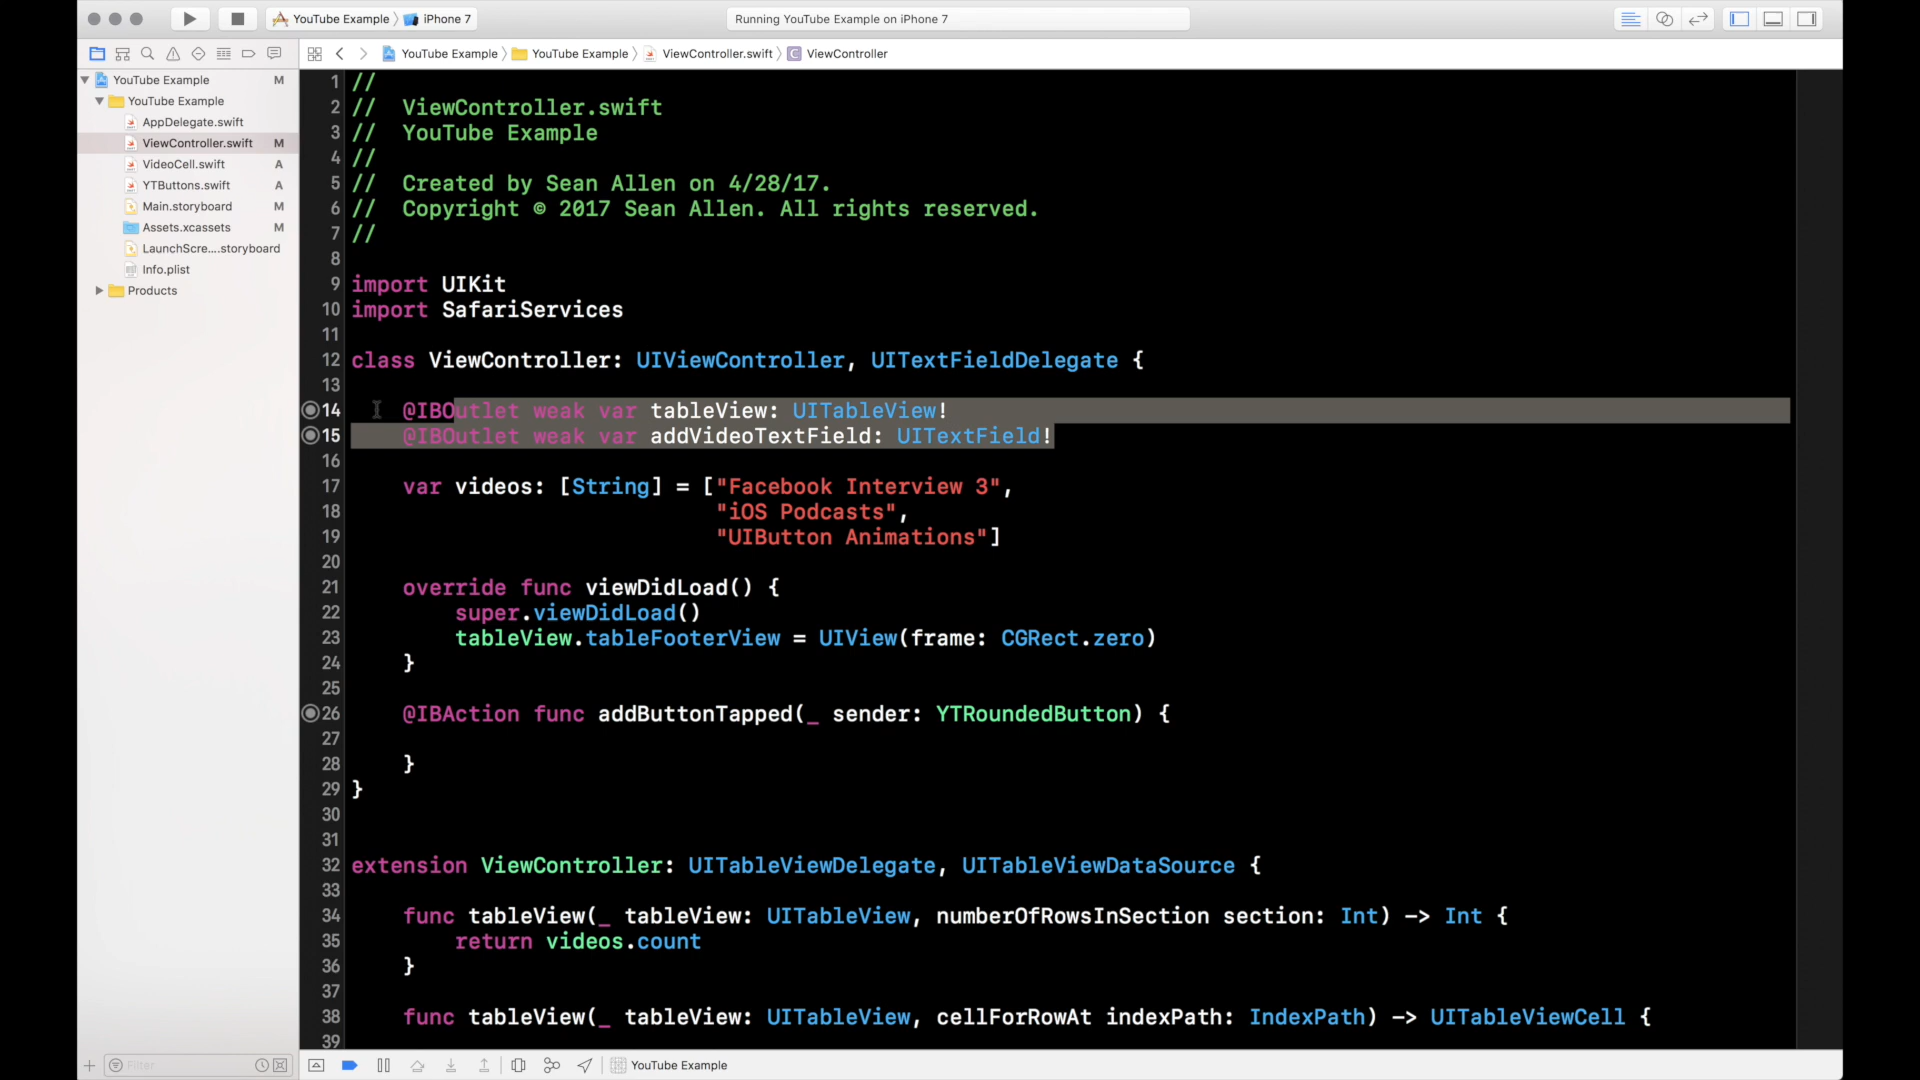 YouTube Example iPhone 7
Running YouTube Example on iPhone 7
YouTube Example YouTube Example ViewController.swift C ViewController
YouTube Example M
YouTube Example
AppDelegate.swift
ViewController.swift M
VideoCell.swift A
YTButtons.swift A
Main.storyboard M
Assets.xcassets M
LaunchScre....storyboard
Info.plist
Products
1 //
2 //  ViewController.swift
3 //  YouTube Example
4 //
5 //  Created by Sean Allen on 4/28/17.
6 //  Copyright © 2017 Sean Allen. All rights reserved.
7 //
8
9 import UIKit
10 import SafariServices
11
12 class ViewController: UIViewController, UITextFieldDelegate {
13
14     @IBOutlet weak var tableView: UITableView!
15     @IBOutlet weak var addVideoTextField: UITextField!
16
17     var videos: [String] = ["Facebook Interview 3",
18                             "iOS Podcasts",
19                             "UIButton Animations"]
20
21     override func viewDidLoad() {
22         super.viewDidLoad()
23         tableView.tableFooterView = UIView(frame: CGRect.zero)
24     }
25
26     @IBAction func addButtonTapped(_ sender: YTRoundedButton) {
27
28     }
29 }
30
31
32 extension ViewController: UITableViewDelegate, UITableViewDataSource {
33
34     func tableView(_ tableView: UITableView, numberOfRowsInSection section: Int) -> Int {
35         return videos.count
36     }
37
38     func tableView(_ tableView: UITableView, cellForRowAt indexPath: IndexPath) -> UITableViewCell {
39
Filter
YouTube Example